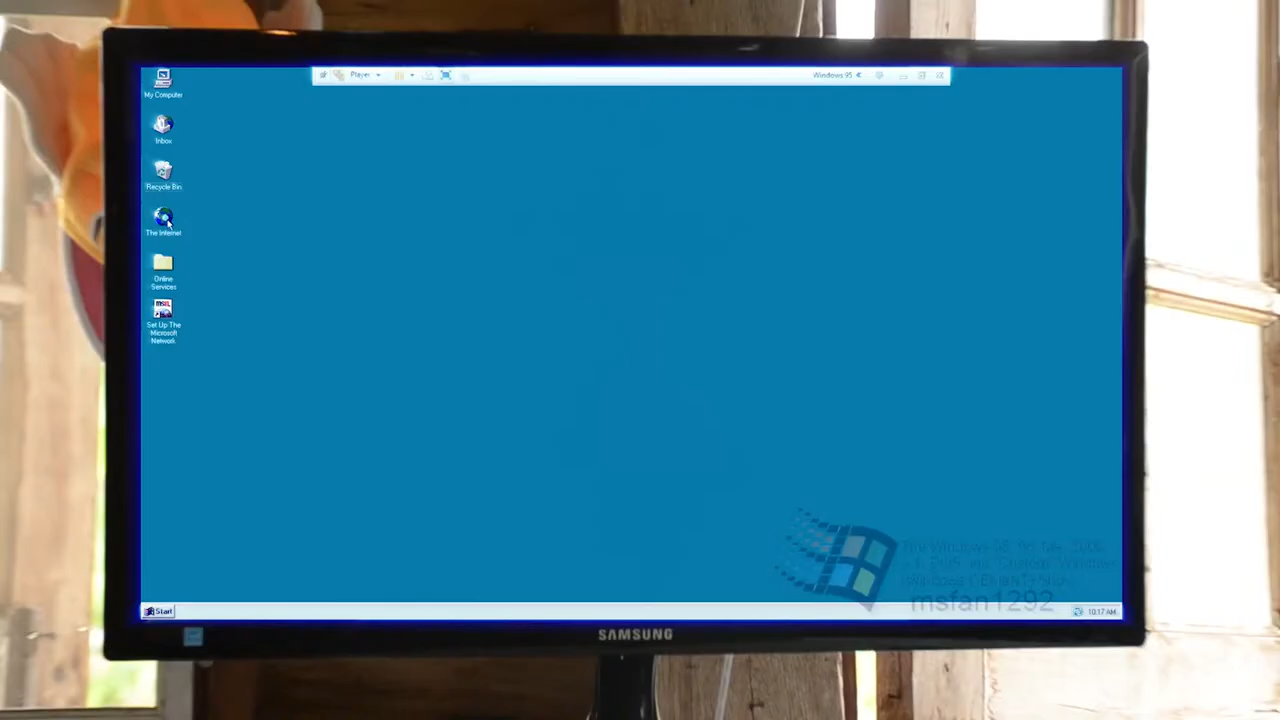 My Computer
Player
Windows 95
Inbox
Recycle Bin
The Internet
Online
Services
msn
Set Up The
Microsoft
Network
msfan1292
Start
10:17 AM
SAMSUNG